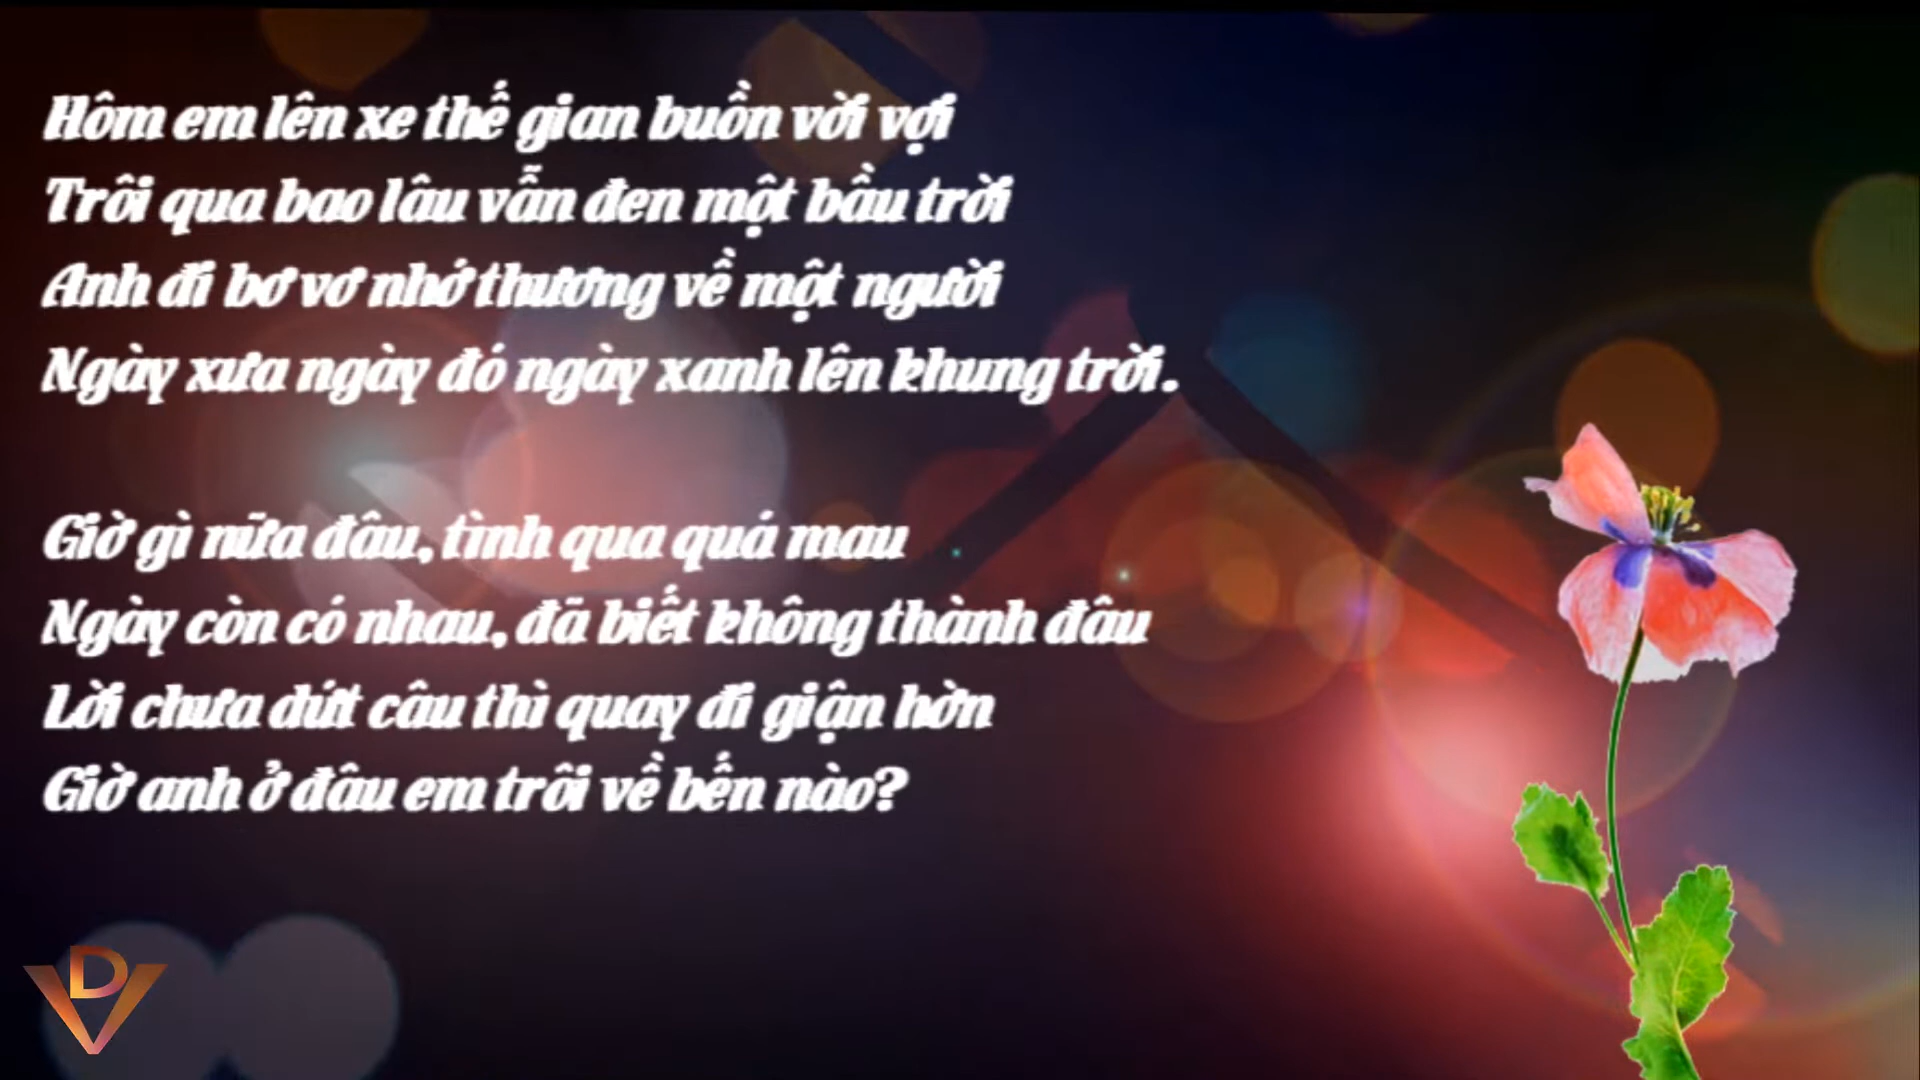 Hôm em lên xe thế gian buồn vời vợi
Trôi qua bao lâu vẫn đen một bầu trời
Anh đi bơ vơ nhớ thương về một người
Ngày xưa ngày đó ngày xanh lên khung trời.
Giờ gì nữa đâu, tình qua quá mau
Ngày còn có nhau, đã biết không thành đâu
Lời chưa dứt câu thì quay đi giận hờn
Giờ anh ở đâu em trôi về bến nào?
DV